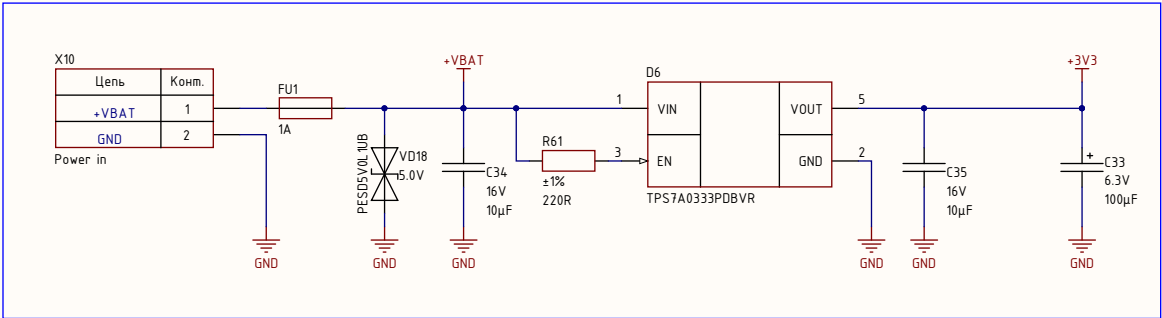 X10
Цепь Конт.
+VBAT 1
GND 2
Power in
FU1
1A
PESD5V0L1UB
VD18
5.0V
+VBAT
C34
16V
10µF
R61
±1%
220R
D6
1 VIN
3 EN
VOUT 5
GND 2
TPS7A0333PDBVR
C35
16V
10µF
+3V3
+
C33
6.3V
100µF
GND
GND
GND
GND
GND
GND